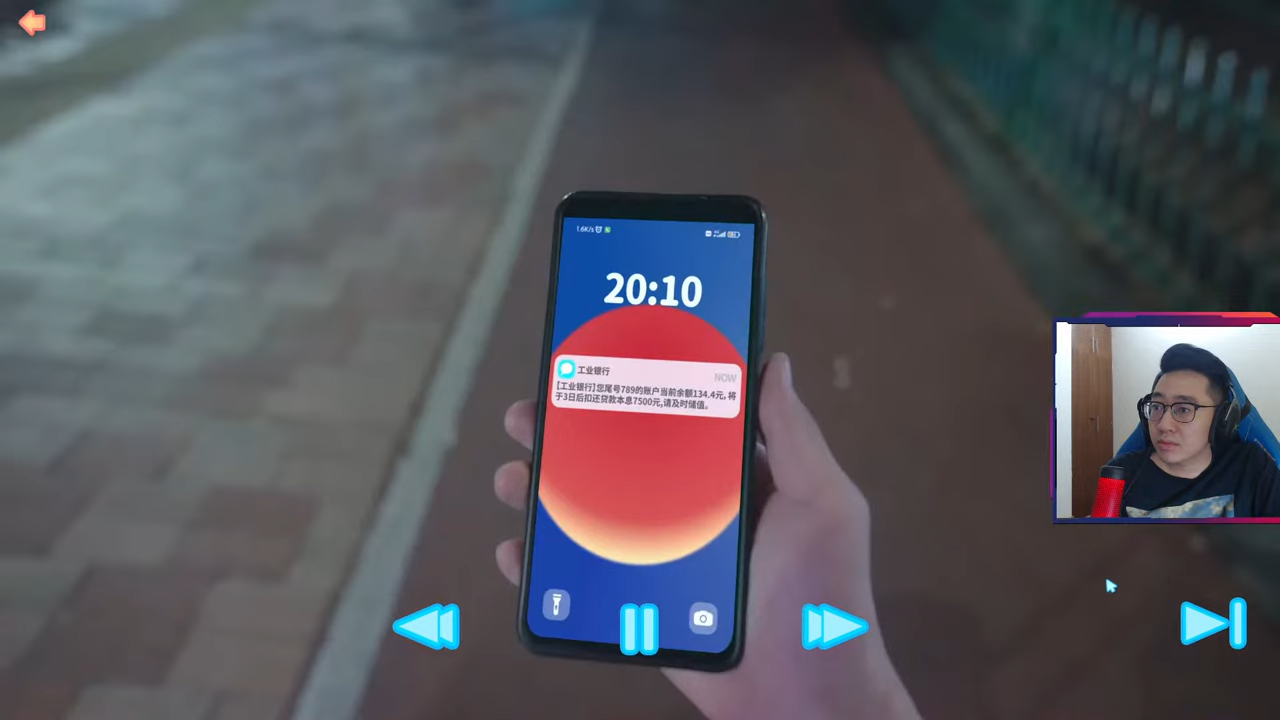 1.6K/s
20:10
工业银行
NOW
【工业银行】您尾号789的账户当前余额134.4元,将
于3日后扣还贷款本息7500元,请及时储值。